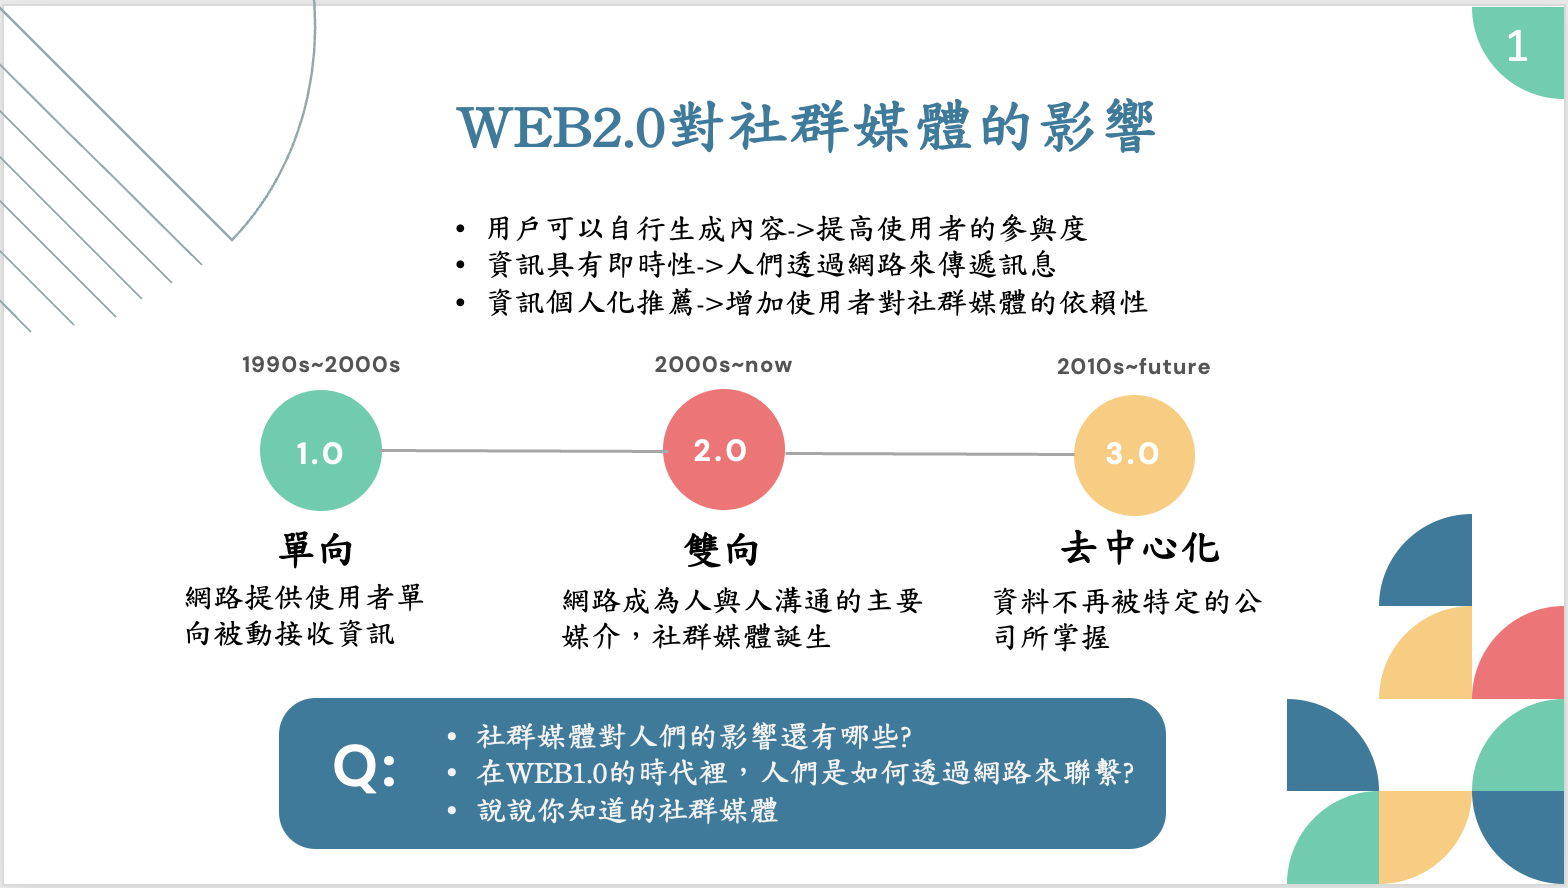 1
WEB2.0對社群媒體的影響
• 用戶可以自行生成內容->提高使用者的參與度
• 資訊具有即時性->人們透過網路來傳遞訊息
• 資訊個人化推薦->增加使用者對社群媒體的依賴性
1990s~2000s
1.0
單向
網路提供使用者單
向被動接收資訊
2000s~now
2.0
雙向
網路成為人與人溝通的主要
媒介，社群媒體誕生
2010s~future
3.0
去中心化
資料不再被特定的公
司所掌握
Q:
• 社群媒體對人們的影響還有哪些?
• 在WEB1.0的時代裡，人們是如何透過網路來聯繫?
• 說說你知道的社群媒體